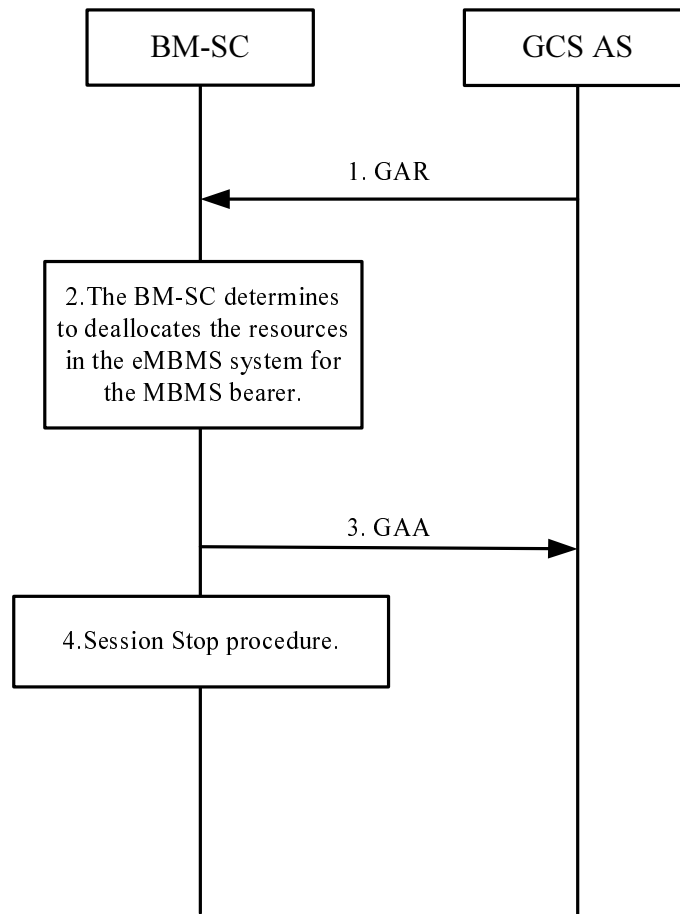 BM-SC
GCS AS
1. GAR
2.The BM-SC determines
to deallocates the resources
in the eMBMS system for
the MBMS bearer.
3. GAA
4.Session Stop procedure.